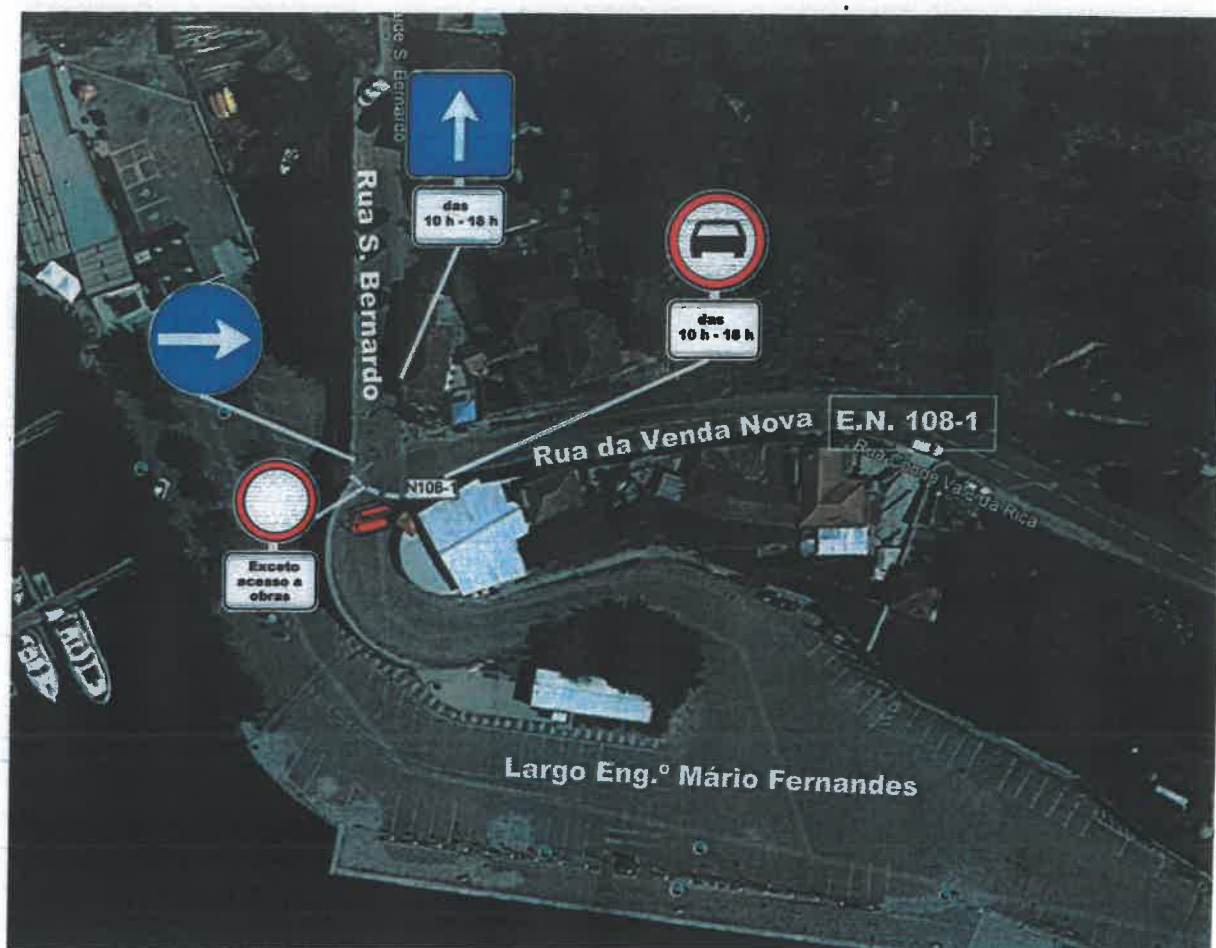 Rua S. Bernardo
das
10 h - 18 h
das
10 h - 18 h
Rua da Venda Nova
E.N. 108-1
N108-1
Exceto
acesso a
obras
Largo Eng.º Mário Fernandes